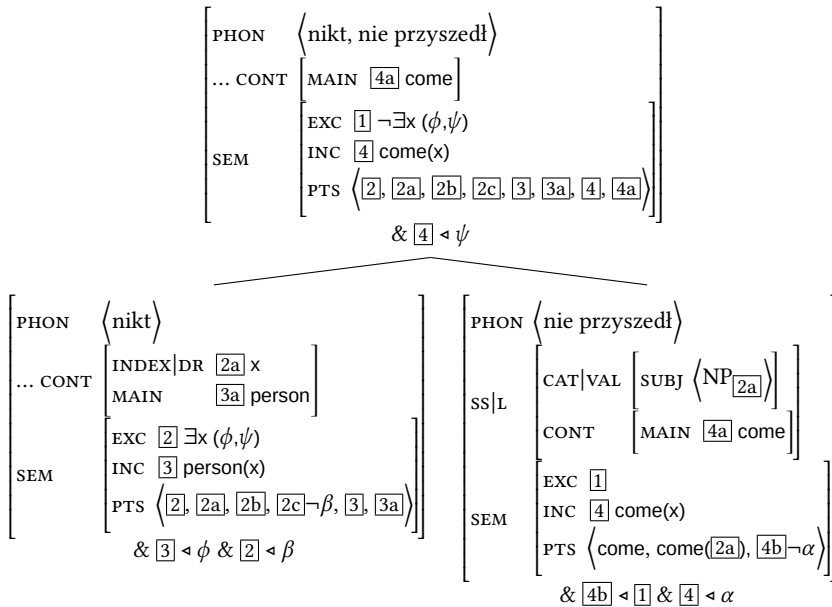 PHON ⟨nikt, nie przyszedł⟩
... CONT [MAIN 4a come]
SEM [EXC 1 ¬∃x (ϕ,ψ)
INC 4 come(x)
PTS ⟨2, 2a, 2b, 2c, 3, 3a, 4, 4a⟩]
& 4 ◂ ψ
PHON ⟨nikt⟩
... CONT [INDEX|DR 2a x
MAIN 3a person]
SEM [EXC 2 ∃x (ϕ,ψ)
INC 3 person(x)
PTS ⟨2, 2a, 2b, 2c¬β, 3, 3a⟩]
& 3 ◂ ϕ & 2 ◂ β
PHON ⟨nie przyszedł⟩
SS|L [CAT|VAL [SUBJ ⟨NP2a⟩]
CONT [MAIN 4a come]]
SEM [EXC 1
INC 4 come(x)
PTS ⟨come, come(2a), 4b¬α⟩]
& 4b ◂ 1 & 4 ◂ α